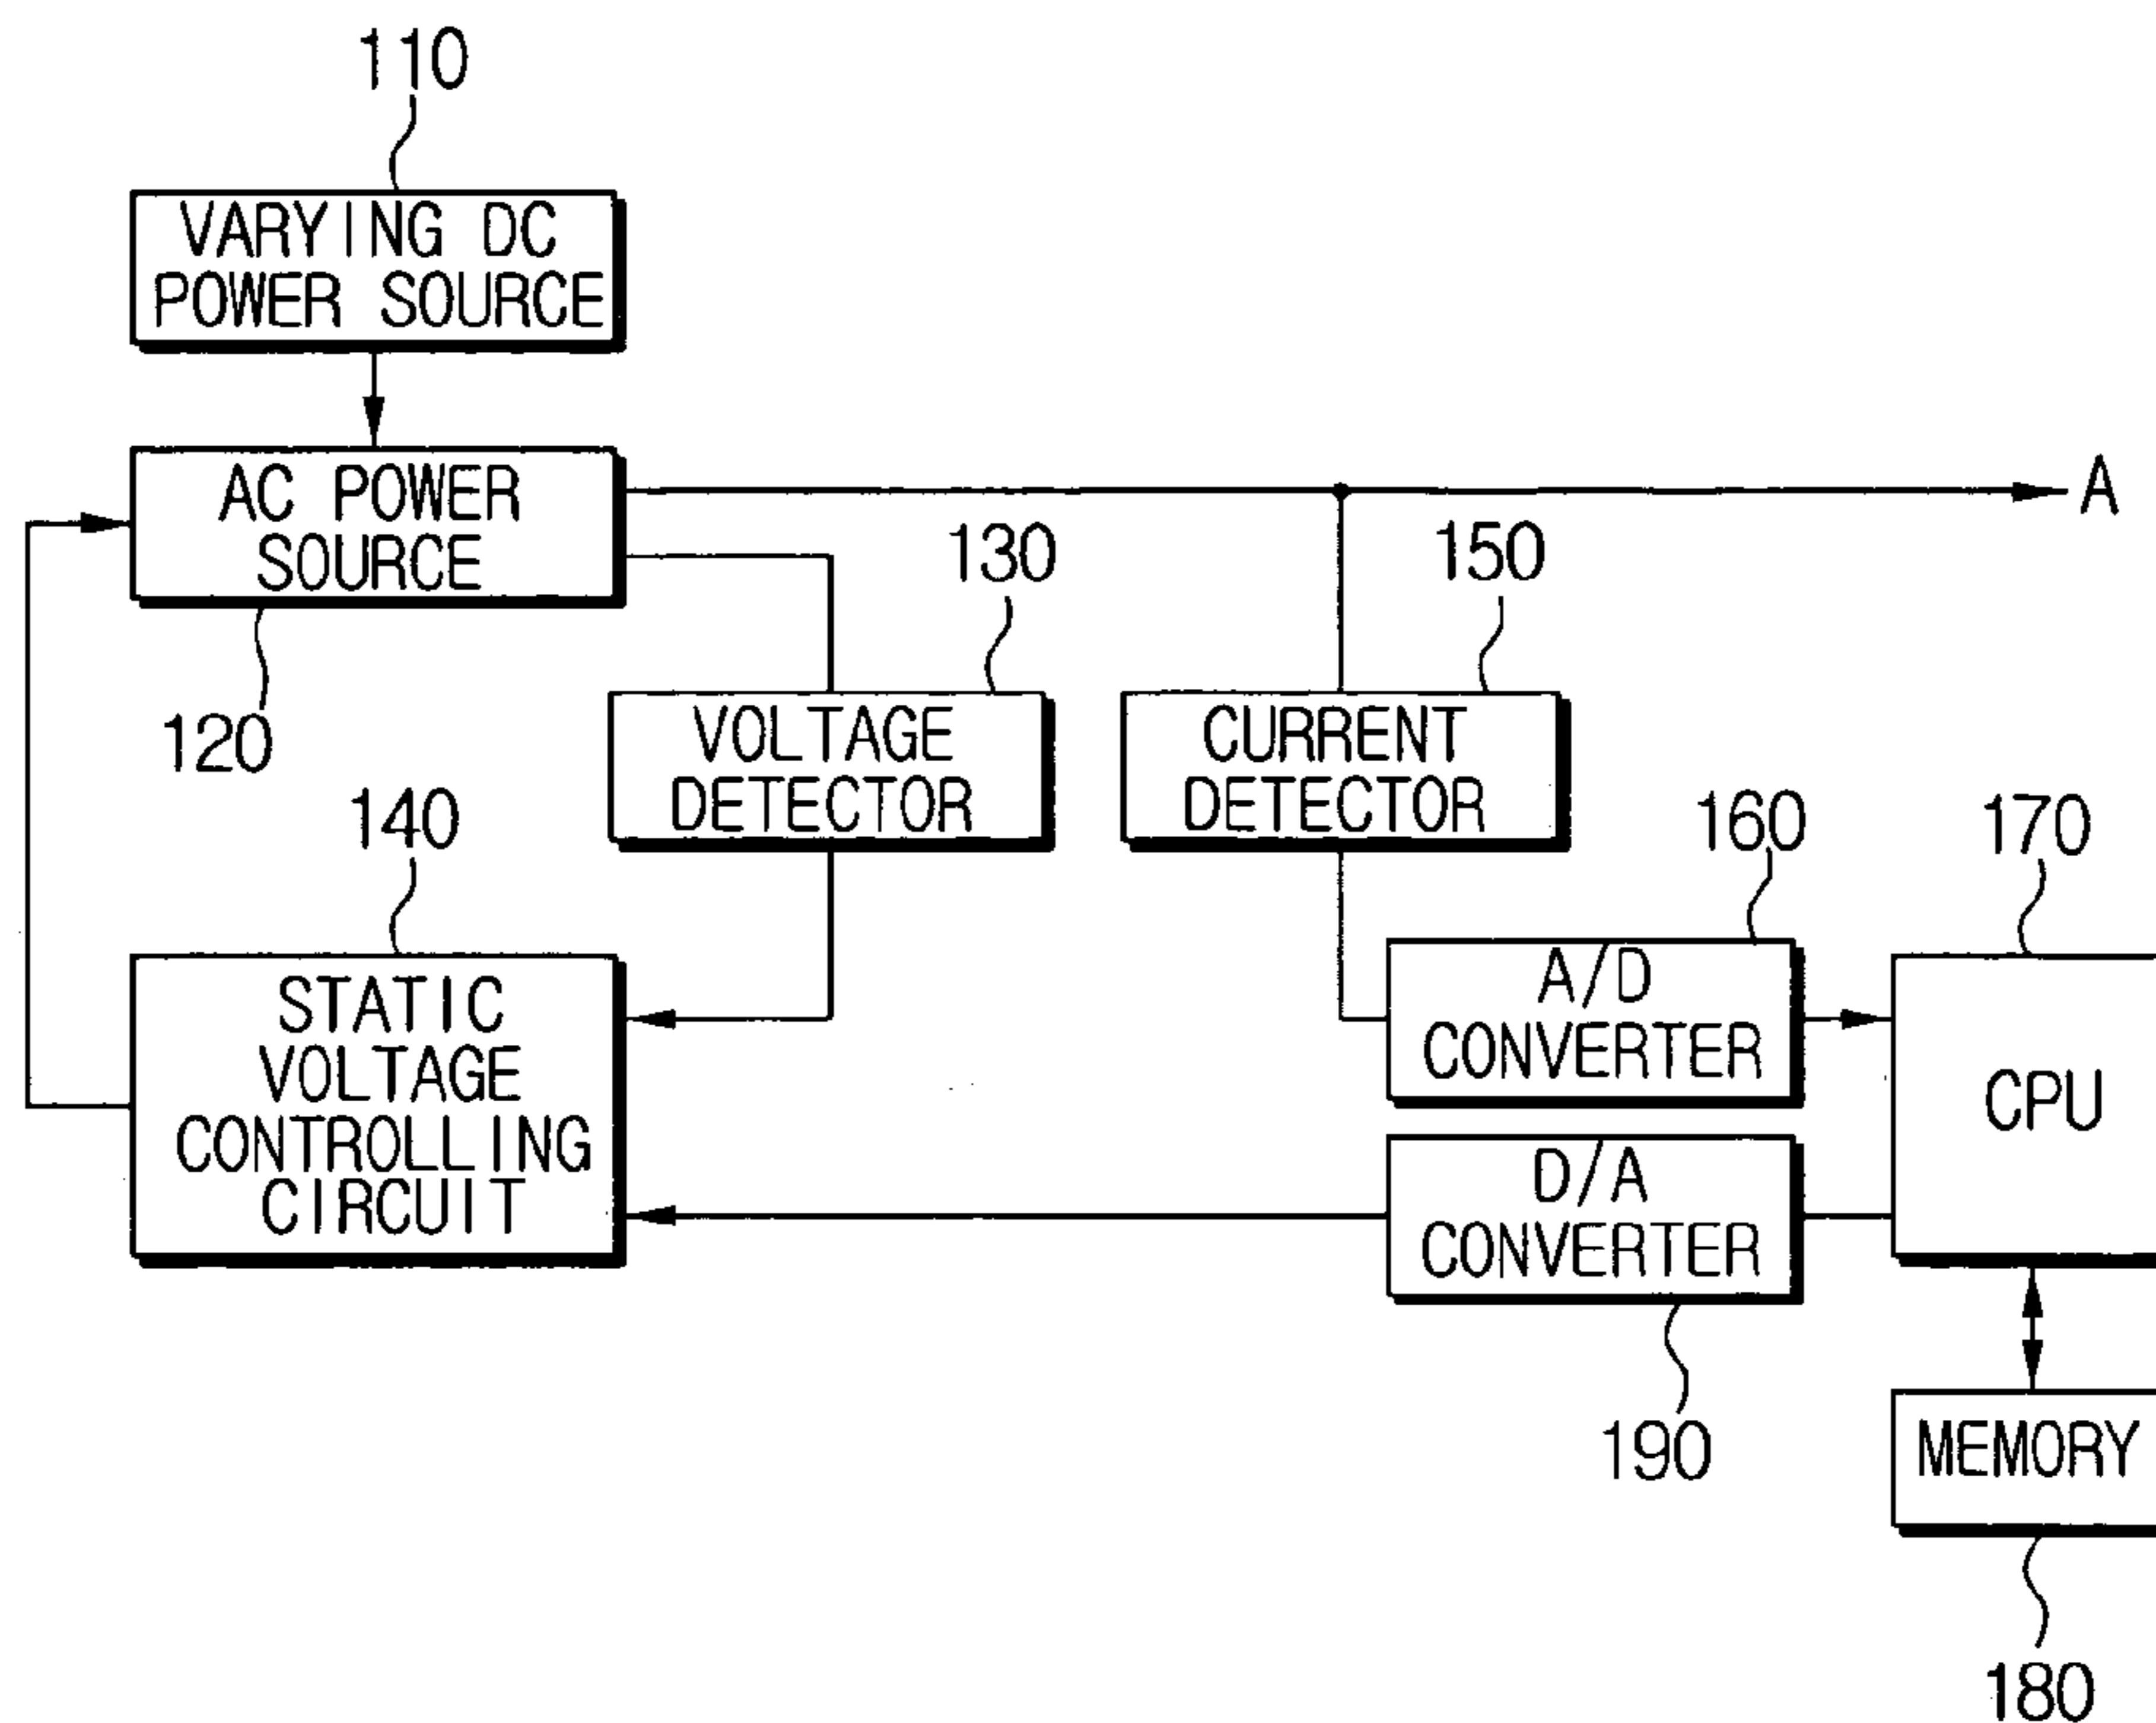 110
VARYING DC
POWER SOURCE
AC POWER
SOURCE
A
130
150
120
VOLTAGE
DETECTOR
CURRENT
DETECTOR
140
160
170
STATIC
VOLTAGE
CONTROLLING
CIRCUIT
A/D
CONVERTER
CPU
D/A
CONVERTER
190
MEMORY
180